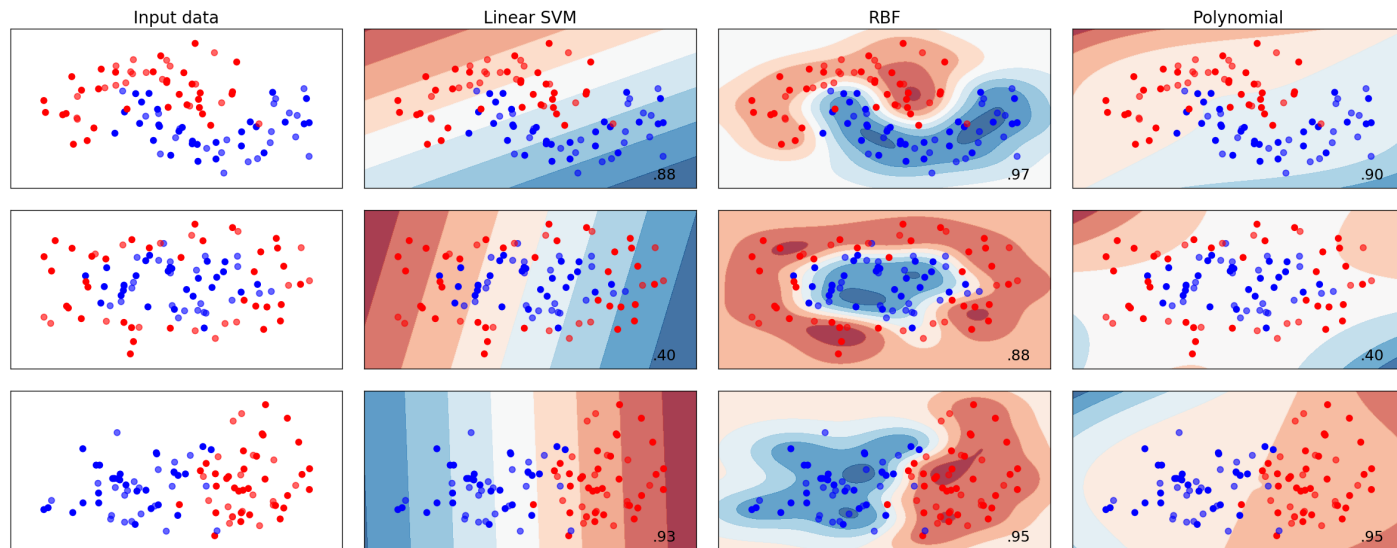 Input data
Linear SVM
RBF
Polynomial
.88
.97
.90
.40
.88
.40
.93
.95
.95